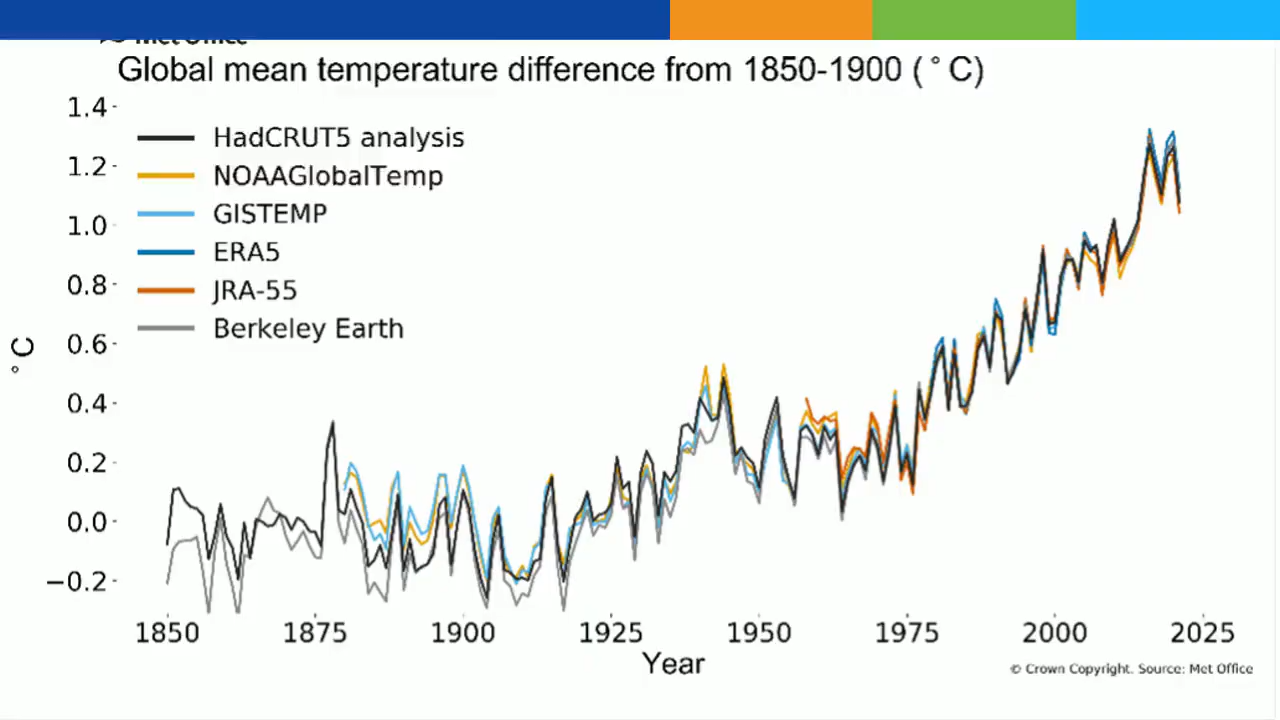 Met Office
Global mean temperature difference from 1850-1900 (°C)
1.4
1.2
1.0
0.8
0.6
0.4
0.2
0.0
−0.2
°C
HadCRUT5 analysis
NOAAGlobalTemp
GISTEMP
ERA5
JRA-55
Berkeley Earth
1850 1875 1900 1925 1950 1975 2000 2025
Year
© Crown Copyright. Source: Met Office